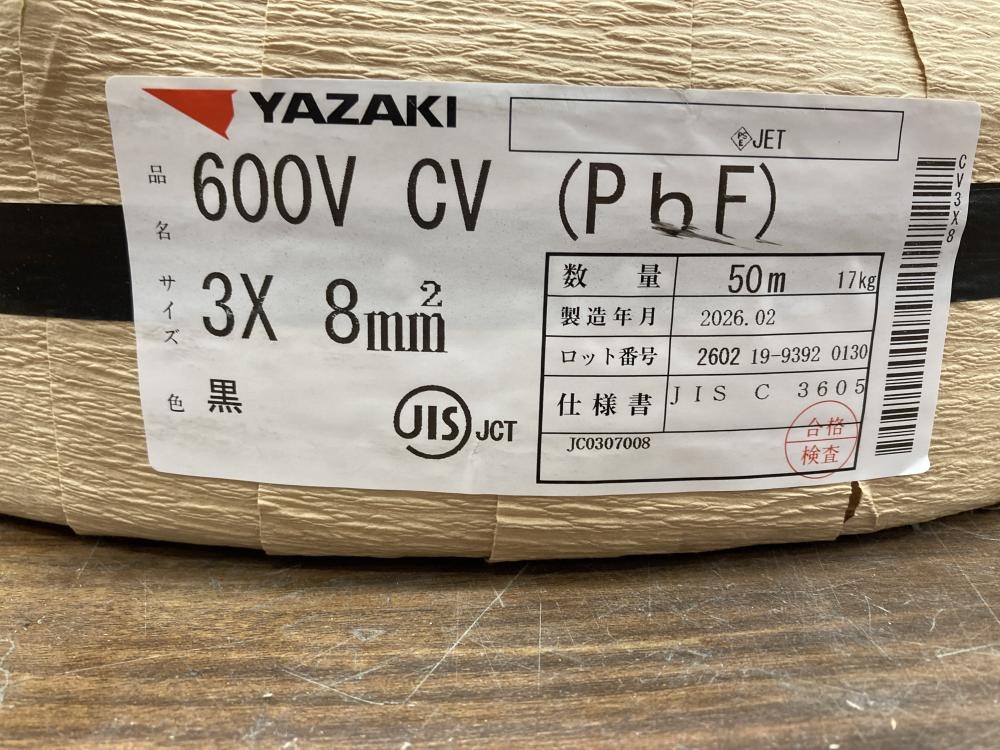 YAZAKI
<PS>E JET
品名 600V CV (PbF)
サイズ 3X 8mm²
色 黒
JIS JCT
数量 50m 17kg
製造年月 2026.02
ロット番号 2602 19-9392 0130
仕様書 JIS C 3605
JC0307008
合格
検査
CV3X8